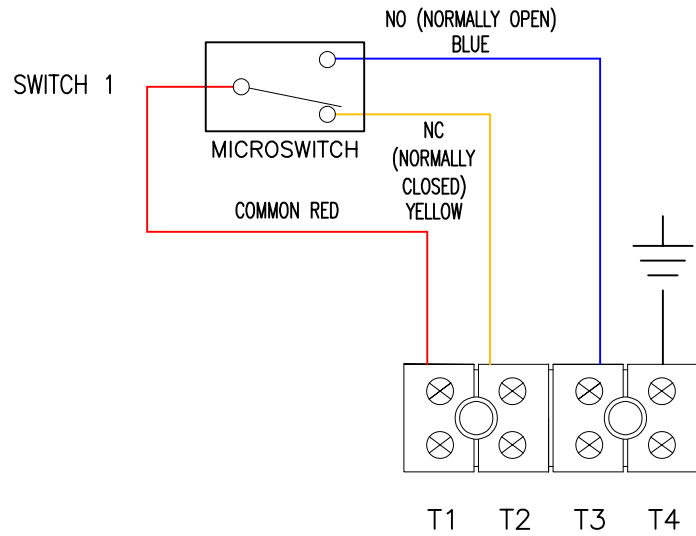 NO (NORMALLY OPEN)
BLUE
SWITCH 1
MICROSWITCH
NC
(NORMALLY
CLOSED)
YELLOW
COMMON RED
T1 T2 T3 T4